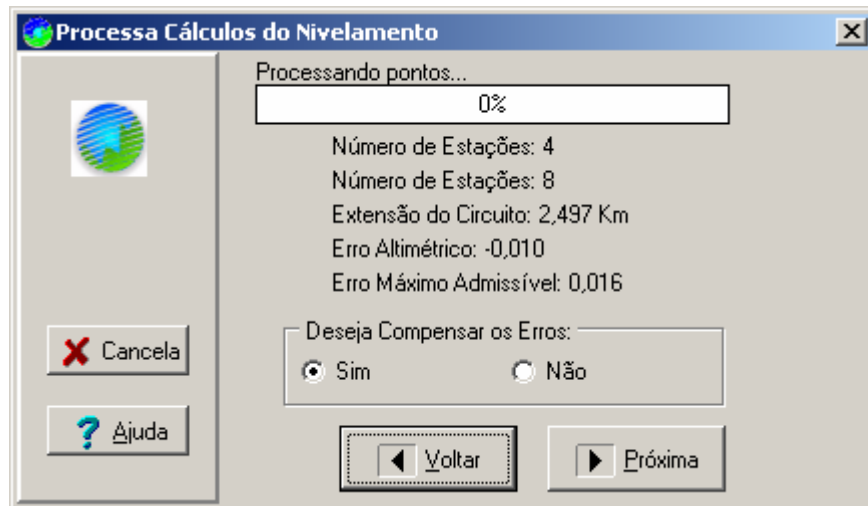 Processa Cálculos do Nivelamento
Processando pontos...
0%
Número de Estações: 4
Número de Estações: 8
Extensão do Circuito: 2,497 Km
Erro Altimétrico: -0,010
Erro Máximo Admissível: 0,016
Deseja Compensar os Erros:
Sim Não
Cancela
Ajuda
Voltar Próxima